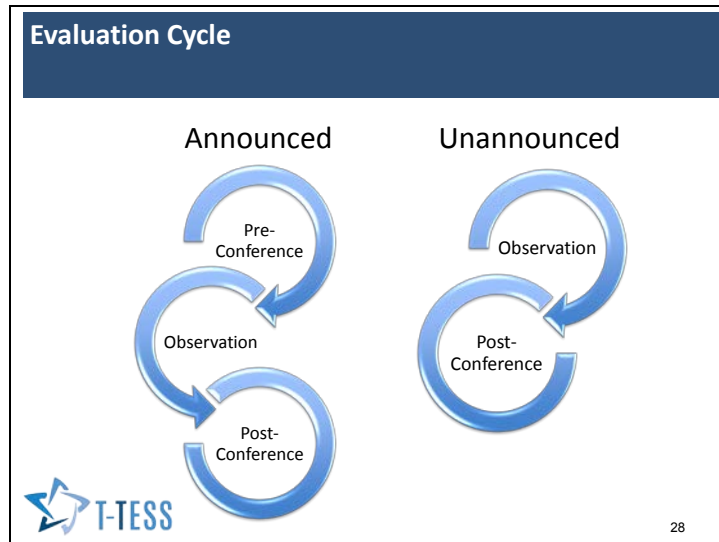 Evaluation Cycle
Announced
Pre-
Conference
Observation
Post-
Conference
Unannounced
Observation
Post-
Conference
T-TESS
28